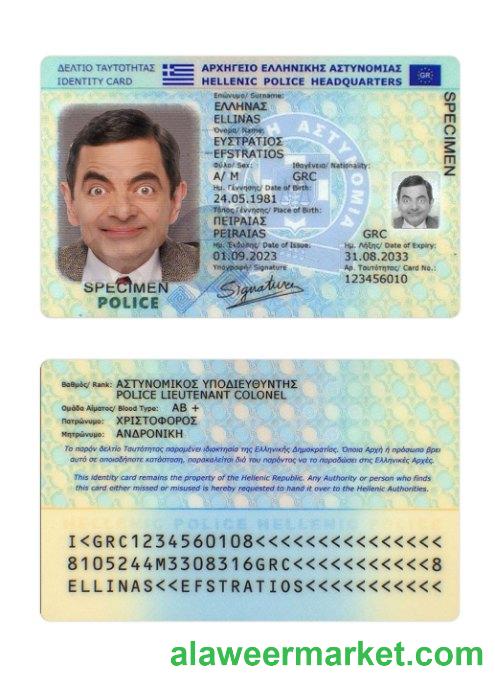 ΔΕΛΤΙΟ ΤΑΥΤΟΤΗΤΑΣ
IDENTITY CARD
ΑΡΧΗΓΕΙΟ ΕΛΛΗΝΙΚΗΣ ΑΣΤΥΝΟΜΙΑΣ
HELLENIC POLICE HEADQUARTERS
GR
Επώνυμο/ Surname:
ΕΛΛΗΝΑΣ
ELLINAS
Όνομα/ Name:
ΕΥΣΤΡΑΤΙΟΣ
EFSTRATIOS
Φύλο/ Sex: Ιθαγένεια/ Nationality:
Α/ M GRC
Ημ. Γέννησης/ Date of Birth:
24.05.1981
Τόπος Γέννησης/ Place of Birth:
ΠΕΙΡΑΙΑΣ
PEIRAIAS GRC
Ημ. Έκδοσης/ Date of Issue: Ημ. Λήξης/ Date of Expiry:
01.09.2023 31.08.2033
Υπογραφή/ Signature Αρ. Ταυτότητας/ Card No.:
Signature 123456010
SPECIMEN
POLICE
SPECIMEN
ΑΣΤΥΝΟΜΙΑ
Βαθμός/ Rank: ΑΣΤΥΝΟΜΙΚΟΣ ΥΠΟΔΙΕΥΘΥΝΤΗΣ
POLICE LIEUTENANT COLONEL
Ομάδα Αίματος/ Blood Type: AB +
Πατρώνυμο: ΧΡΙΣΤΟΦΟΡΟΣ
Μητρώνυμο: ΑΝΔΡΟΝΙΚΗ
Το παρόν δελτίο Ταυτότητας παραμένει ιδιοκτησία της Ελληνικής Δημοκρατίας. Όποια Αρχή ή πρόσωπο βρει
αυτό σε οποιαδήποτε κατάσταση, παρακαλείται διά του παρόντος να το παραδώσει στις Ελληνικές Αρχές.
This identity card remains the property of the Hellenic Republic. Any Authority or person who finds
this card either missed or misused is hereby requested to hand it over to the Hellenic Authorities.
POLICE HELLENI
I<GRC1234560108<<<<<<<<<<<<<<<
8105244M3308316GRC<<<<<<<<<<<8
ELLINAS<<EFSTRATIOS<<<<<<<<<<<
alaweermarket.com